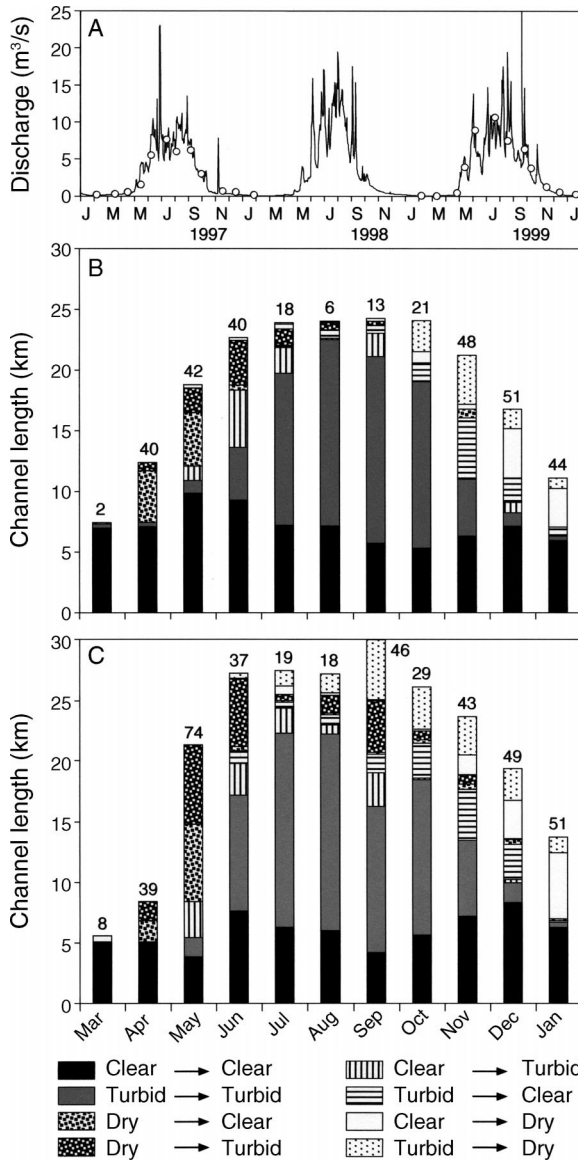 A
Discharge (m³/s)
25
20
15
10
5
0
J M M J S N J M M J S N J M M J S N J
1997 1998 1999
B
Channel length (km)
30
25
20
15
10
5
0
2 40 42 40 18 6 13 21 48 51 44
C
Channel length (km)
30
25
20
15
10
5
0
8 39 74 37 19 18 46 29 43 49 51
Mar Apr May Jun Jul Aug Sep Oct Nov Dec Jan
Clear → Clear
Turbid → Turbid
Dry → Clear
Dry → Turbid
Clear → Turbid
Turbid → Clear
Clear → Dry
Turbid → Dry